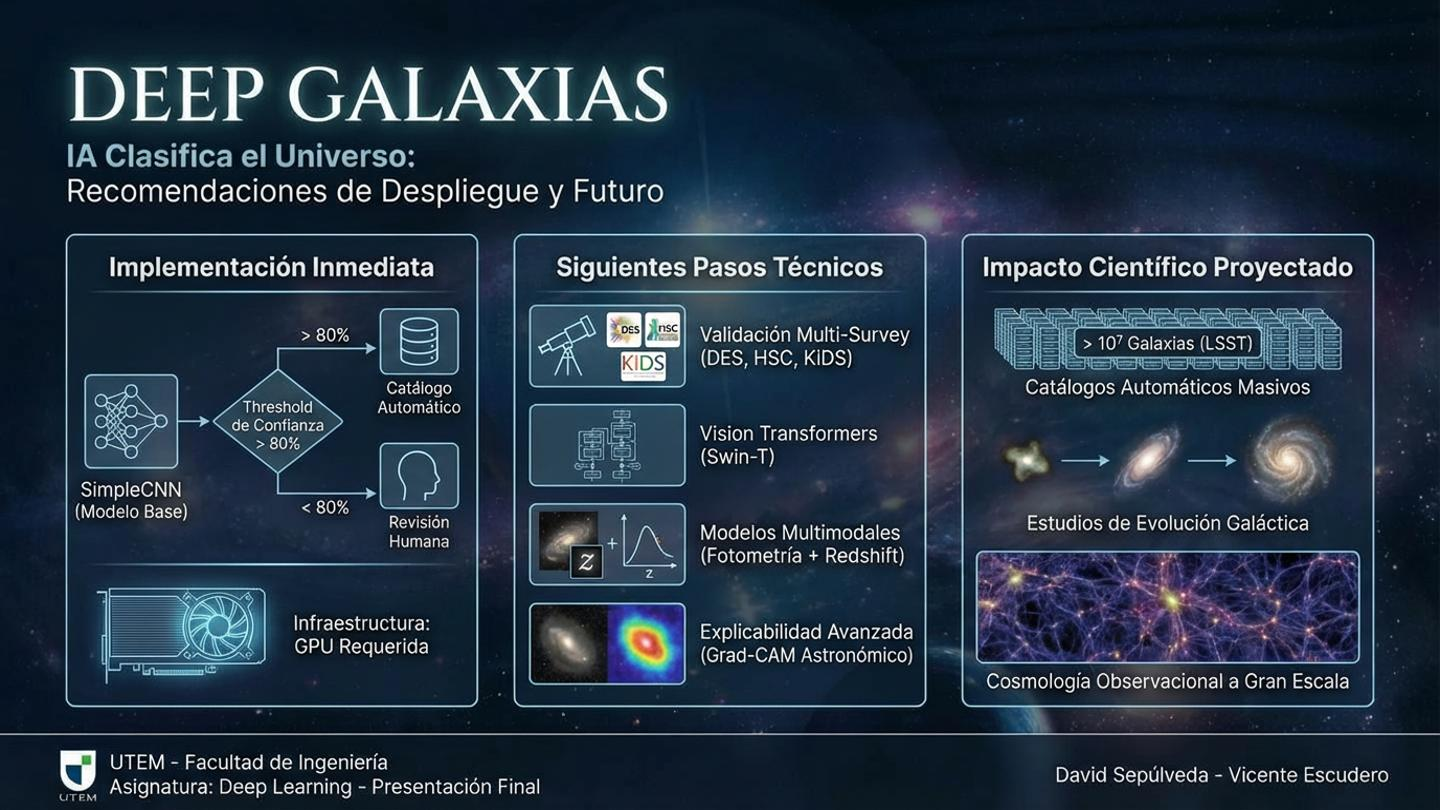 DEEP GALAXIAS
IA Clasifica el Universo:
Recomendaciones de Despliegue y Futuro
Implementación Inmediata
> 80%
Catálogo
Automático
Threshold
de Confianza
> 80%
SimpleCNN
(Modelo Base)
< 80%
Revisión
Humana
Infraestructura:
GPU Requerida
Siguientes Pasos Técnicos
DES
HSC
KIDS
Validación Multi-Survey
(DES, HSC, KiDS)
Vision Transformers
(Swin-T)
z
+
z
Modelos Multimodales
(Fotometría + Redshift)
Explicabilidad Avanzada
(Grad-CAM Astronómico)
Impacto Científico Proyectado
> 10⁷ Galaxias (LSST)
Catálogos Automáticos Masivos
Estudios de Evolución Galáctica
Cosmología Observacional a Gran Escala
UTEM
UTEM - Facultad de Ingeniería
Asignatura: Deep Learning - Presentación Final
David Sepúlveda - Vicente Escudero